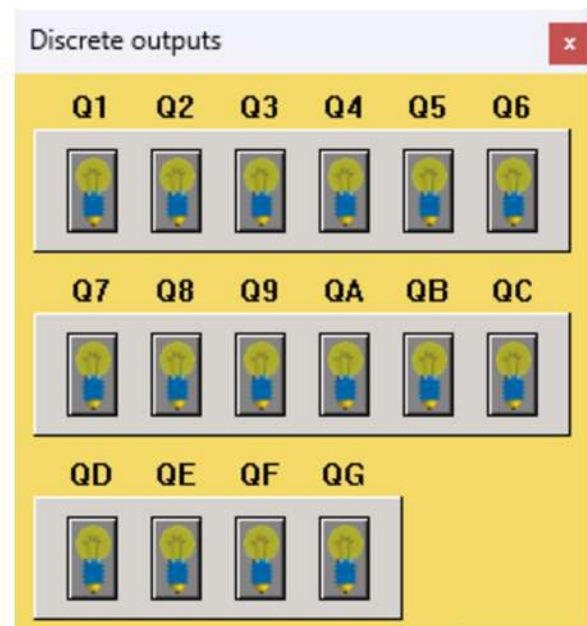 Discrete outputs x
Q1 Q2 Q3 Q4 Q5 Q6
Q7 Q8 Q9 QA QB QC
QD QE QF QG